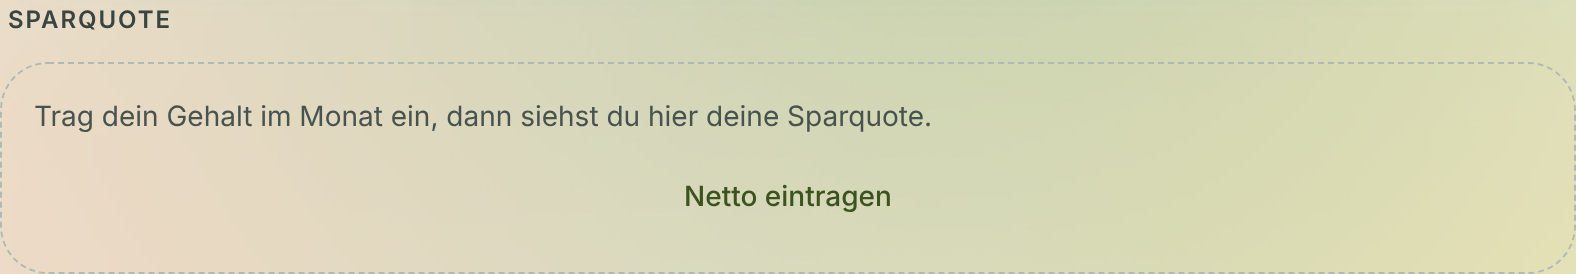 SPARQUOTE
Trag dein Gehalt im Monat ein, dann siehst du hier deine Sparquote.
Netto eintragen